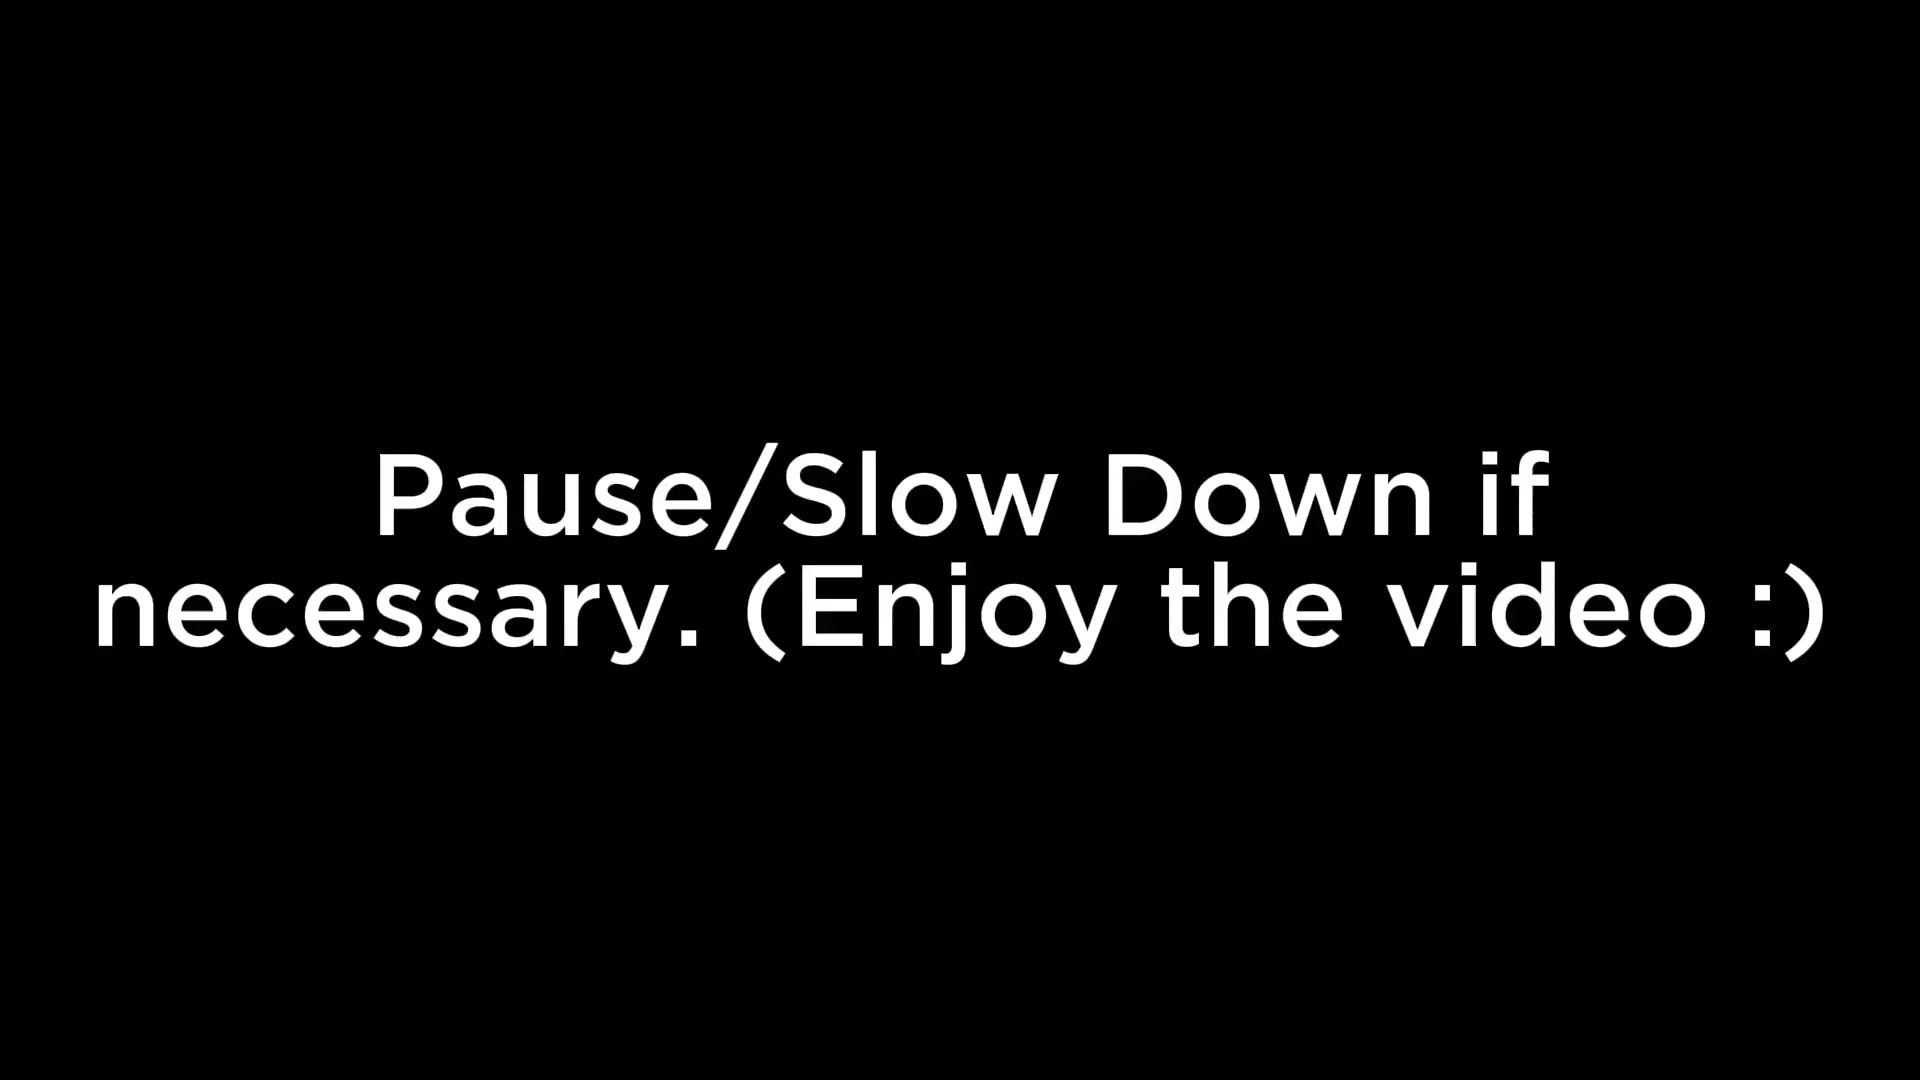 Pause/Slow Down if
necessary. (Enjoy the video :)